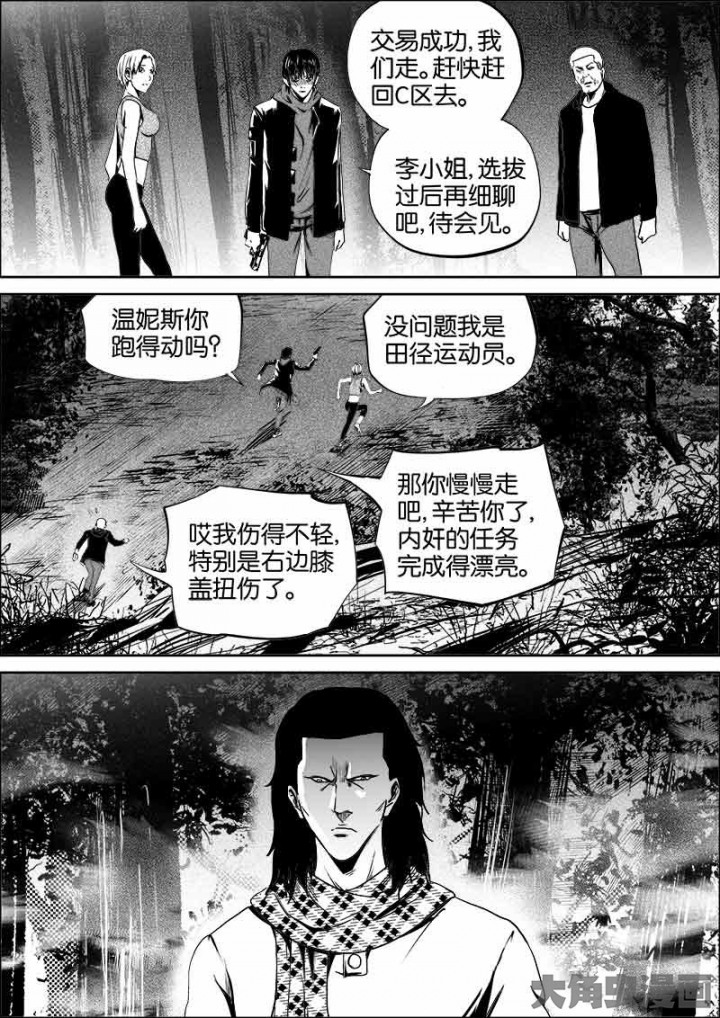 交易成功,我
们走。赶快赶
回C区去。
李小姐,选拔
过后再细聊
吧,待会见。
温妮斯你
跑得动吗?
没问题我是
田径运动员。
哎我伤得不轻,
特别是右边膝
盖扭伤了。
那你慢慢走
吧,辛苦你了,
内奸的任务
完成得漂亮。
大角虫漫画